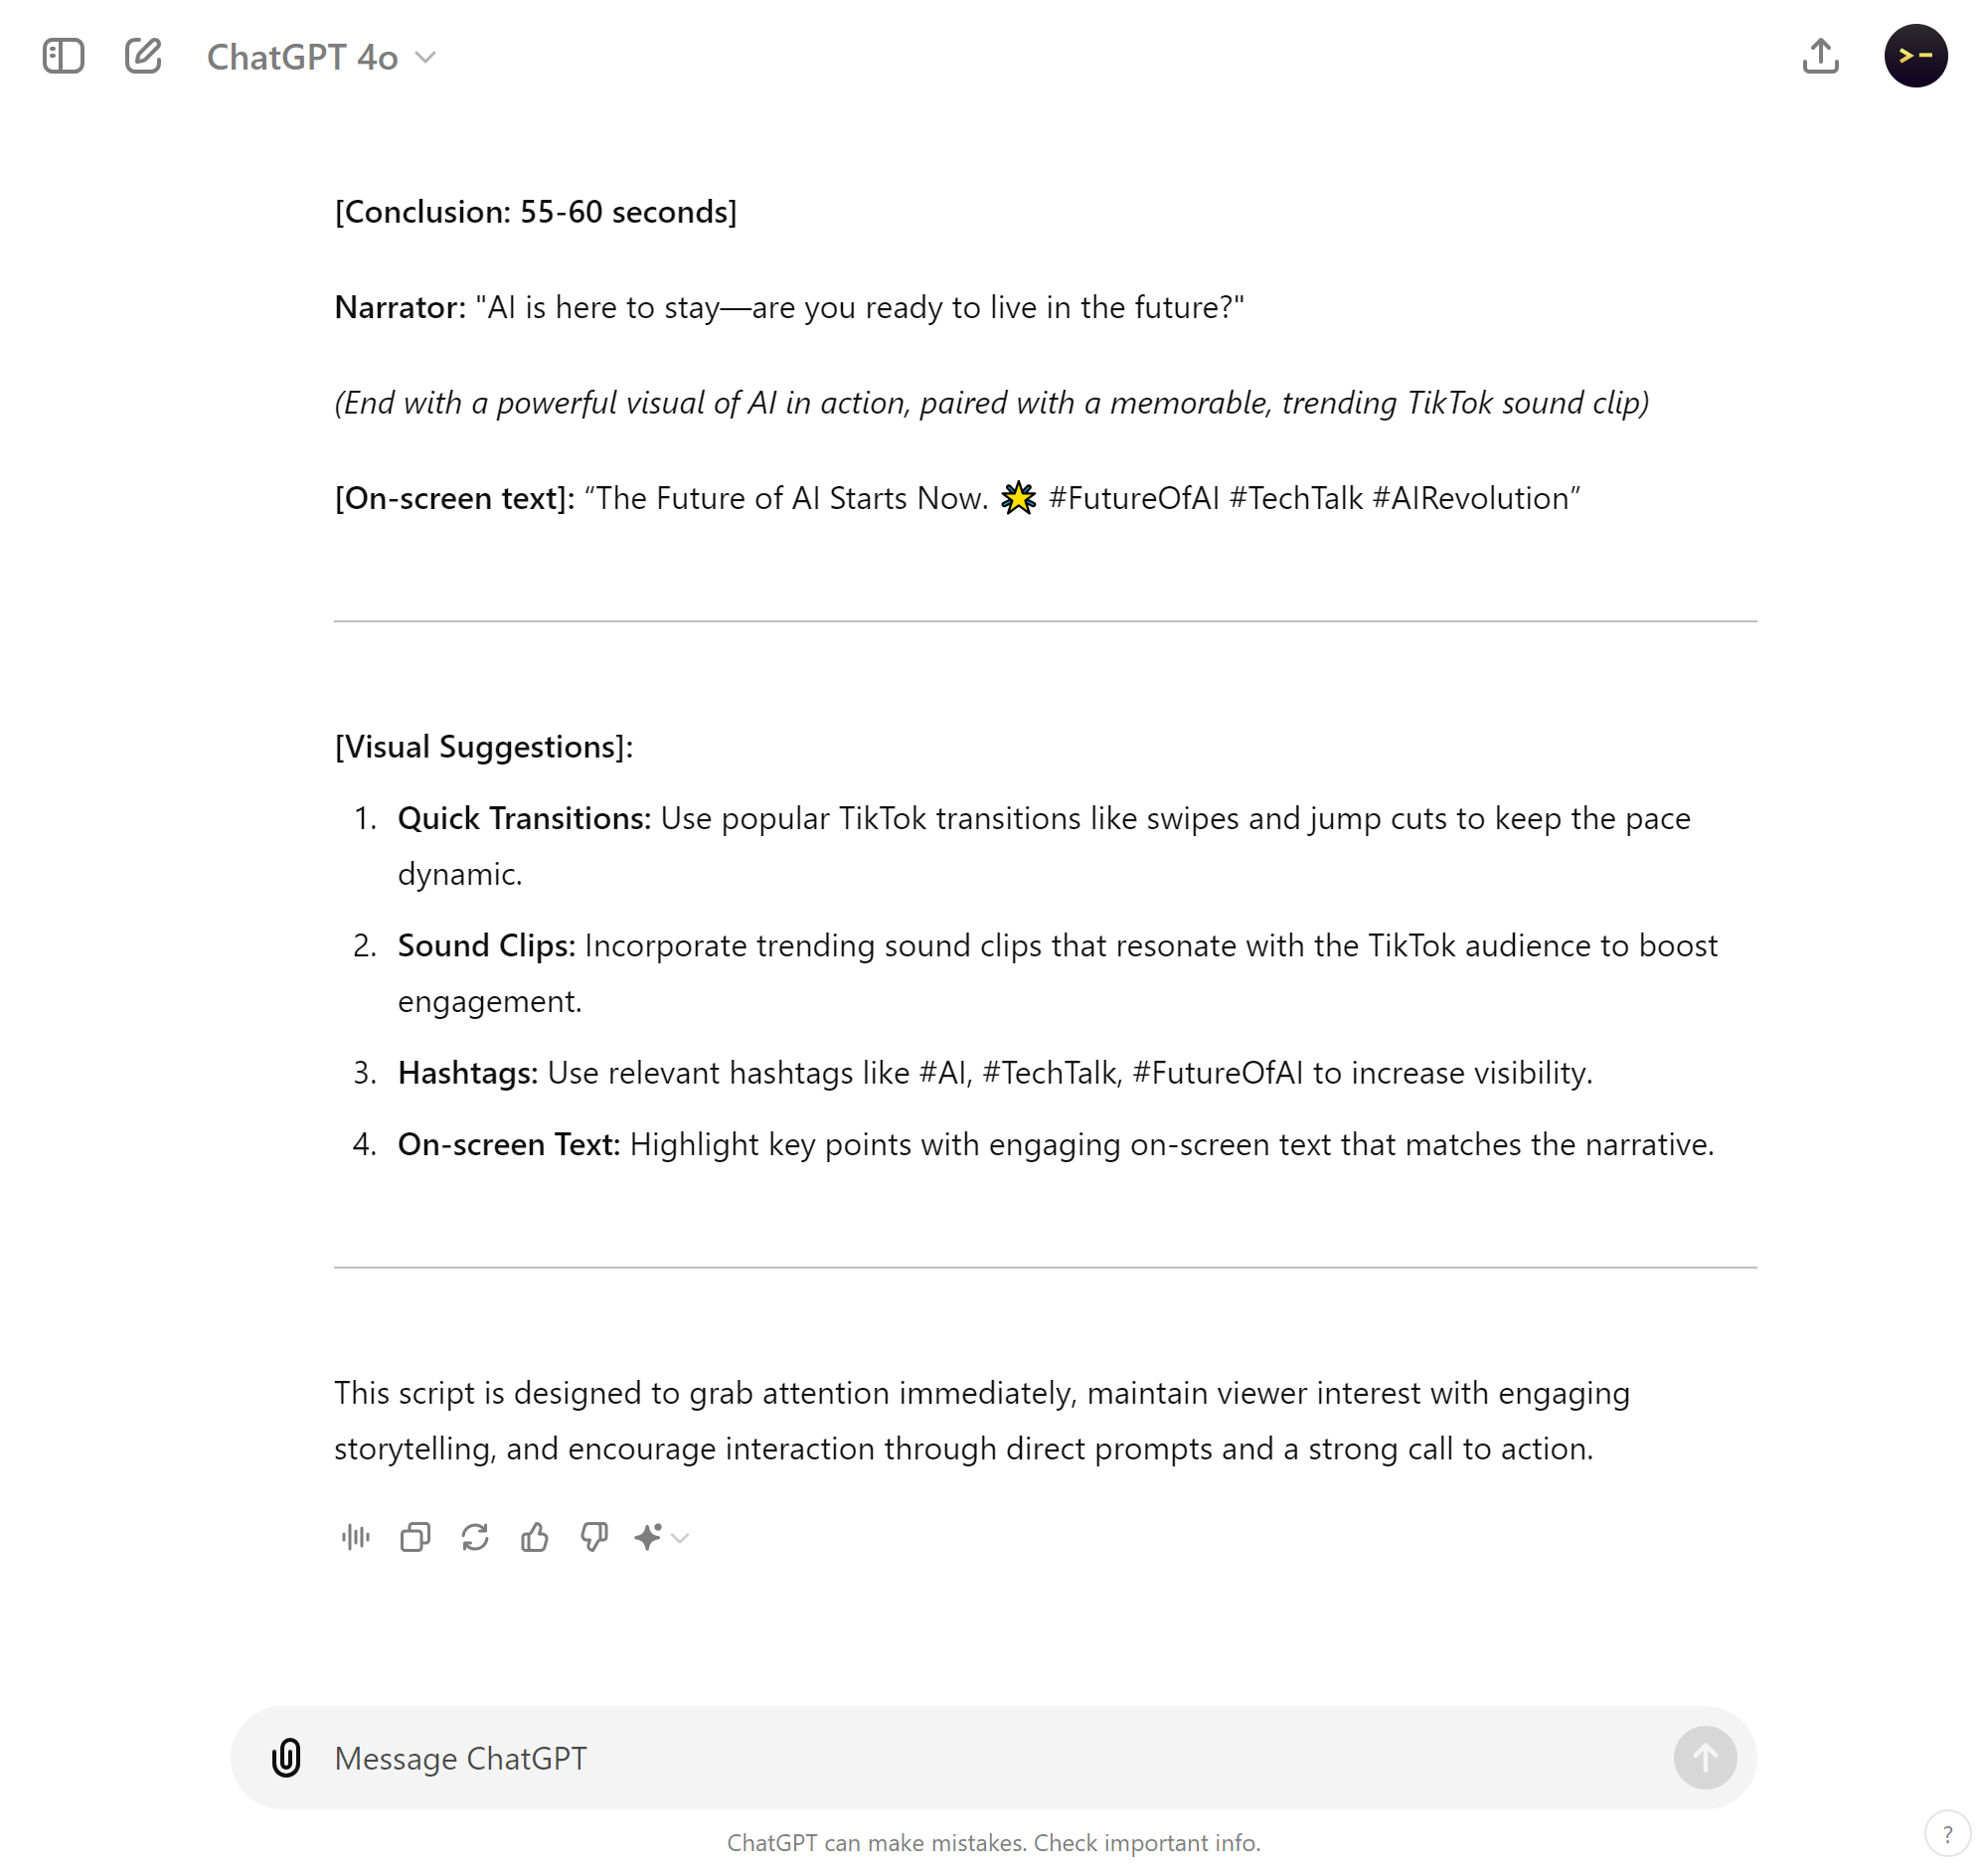 ChatGPT 4o
[Conclusion: 55-60 seconds]
Narrator: "AI is here to stay—are you ready to live in the future?"
(End with a powerful visual of AI in action, paired with a memorable, trending TikTok sound clip)
[On-screen text]: “The Future of AI Starts Now. 🌟 #FutureOfAI #TechTalk #AIRevolution”
[Visual Suggestions]:
1. Quick Transitions: Use popular TikTok transitions like swipes and jump cuts to keep the pace
dynamic.
2. Sound Clips: Incorporate trending sound clips that resonate with the TikTok audience to boost
engagement.
3. Hashtags: Use relevant hashtags like #AI, #TechTalk, #FutureOfAI to increase visibility.
4. On-screen Text: Highlight key points with engaging on-screen text that matches the narrative.
This script is designed to grab attention immediately, maintain viewer interest with engaging
storytelling, and encourage interaction through direct prompts and a strong call to action.
Message ChatGPT
ChatGPT can make mistakes. Check important info.
?